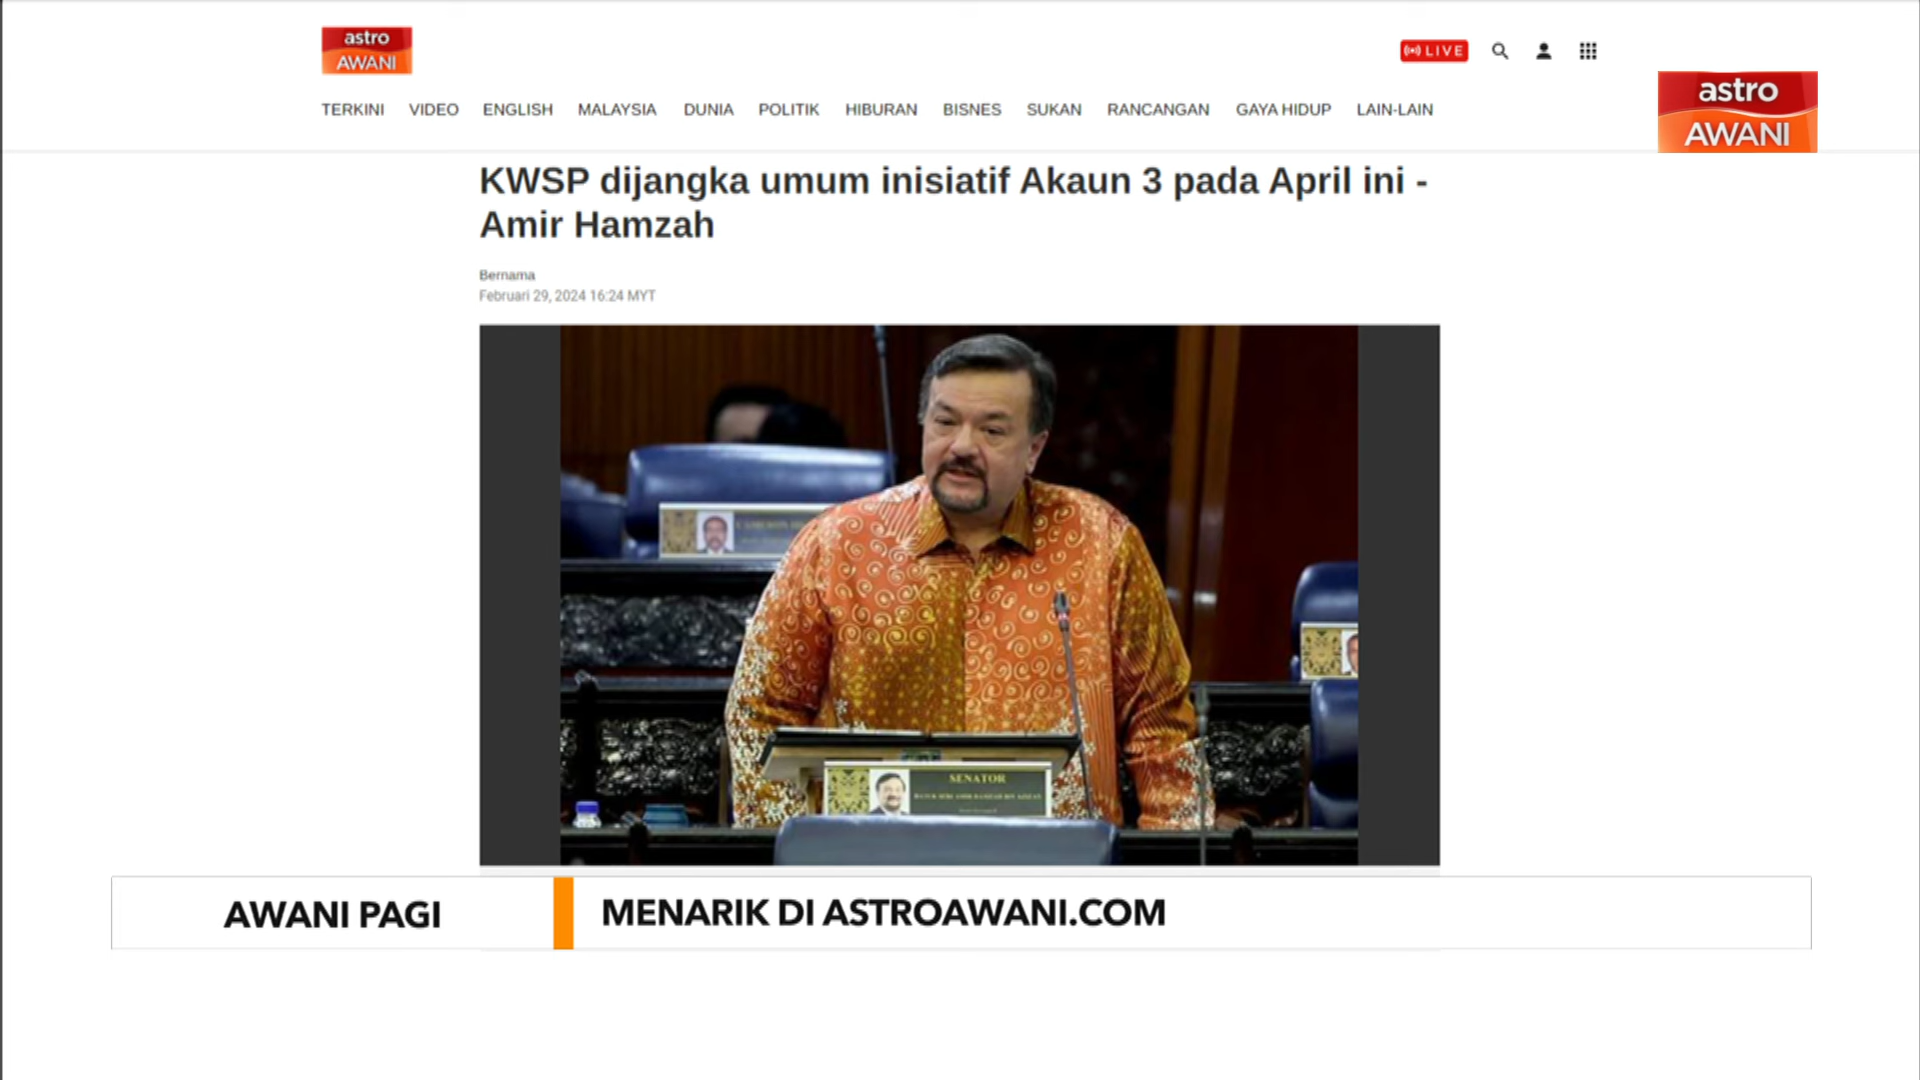 astro
AWANI
LIVE
astro
AWANI
TERKINI VIDEO ENGLISH MALAYSIA DUNIA POLITIK HIBURAN BISNES SUKAN RANCANGAN GAYA HIDUP LAIN-LAIN
KWSP dijangka umum inisiatif Akaun 3 pada April ini -
Amir Hamzah
Bernama
Februari 29, 2024 16:24 MYT
SENATOR
AWANI PAGI
MENARIK DI ASTROAWANI.COM